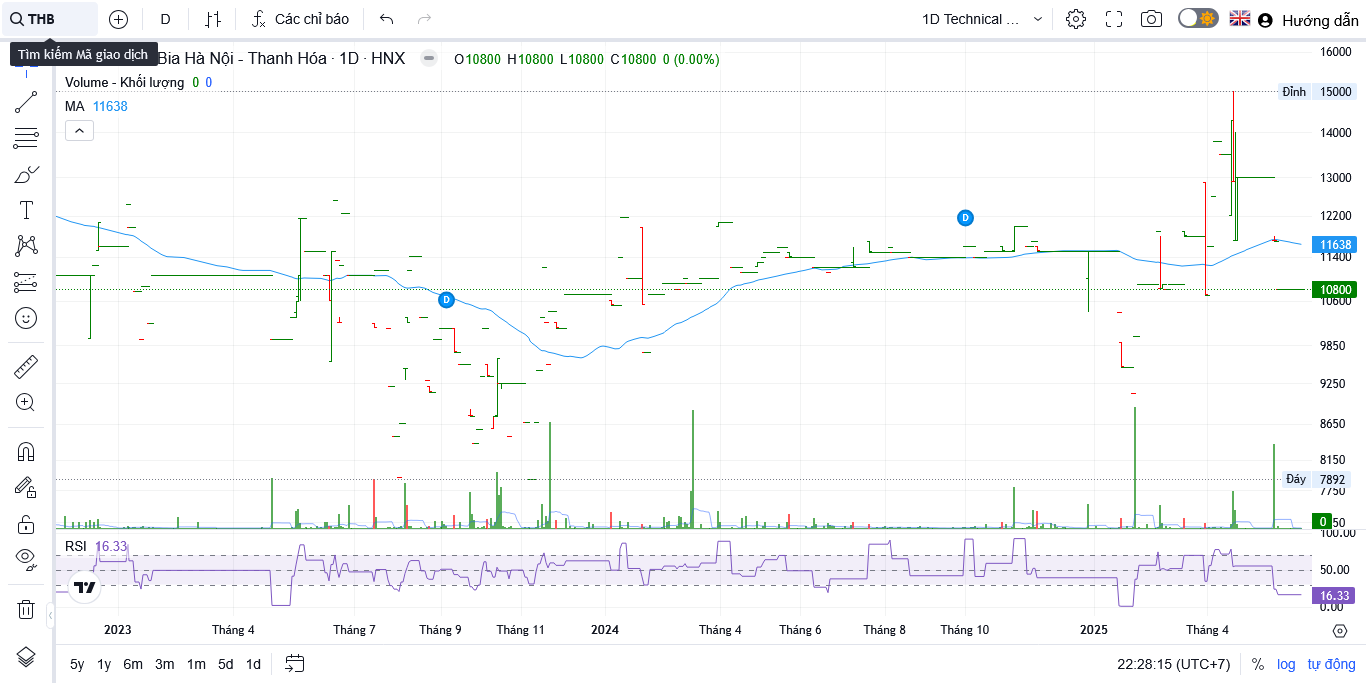 THB
D
Các chỉ báo
1D Technical ...
Hướng dẫn
Tìm kiếm Mã giao dịch
Bia Hà Nội - Thanh Hóa · 1D · HNX
O10800 H10800 L10800 C10800 0 (0.00%)
Volume - Khối lượng 0 0
MA 11638
16000
Đỉnh 15000
14000
13000
12200
11638
11400
10800
10600
9850
9250
8650
8150
Đáy 7892
7750
0
D
D
RSI 16.33
100.00
50.00
16.33
0.00
2023 Tháng 4 Tháng 7 Tháng 9 Tháng 11 2024 Tháng 4 Tháng 6 Tháng 8 Tháng 10 2025 Tháng 4
5y 1y 6m 3m 1m 5d 1d
22:28:15 (UTC+7) % log tự động